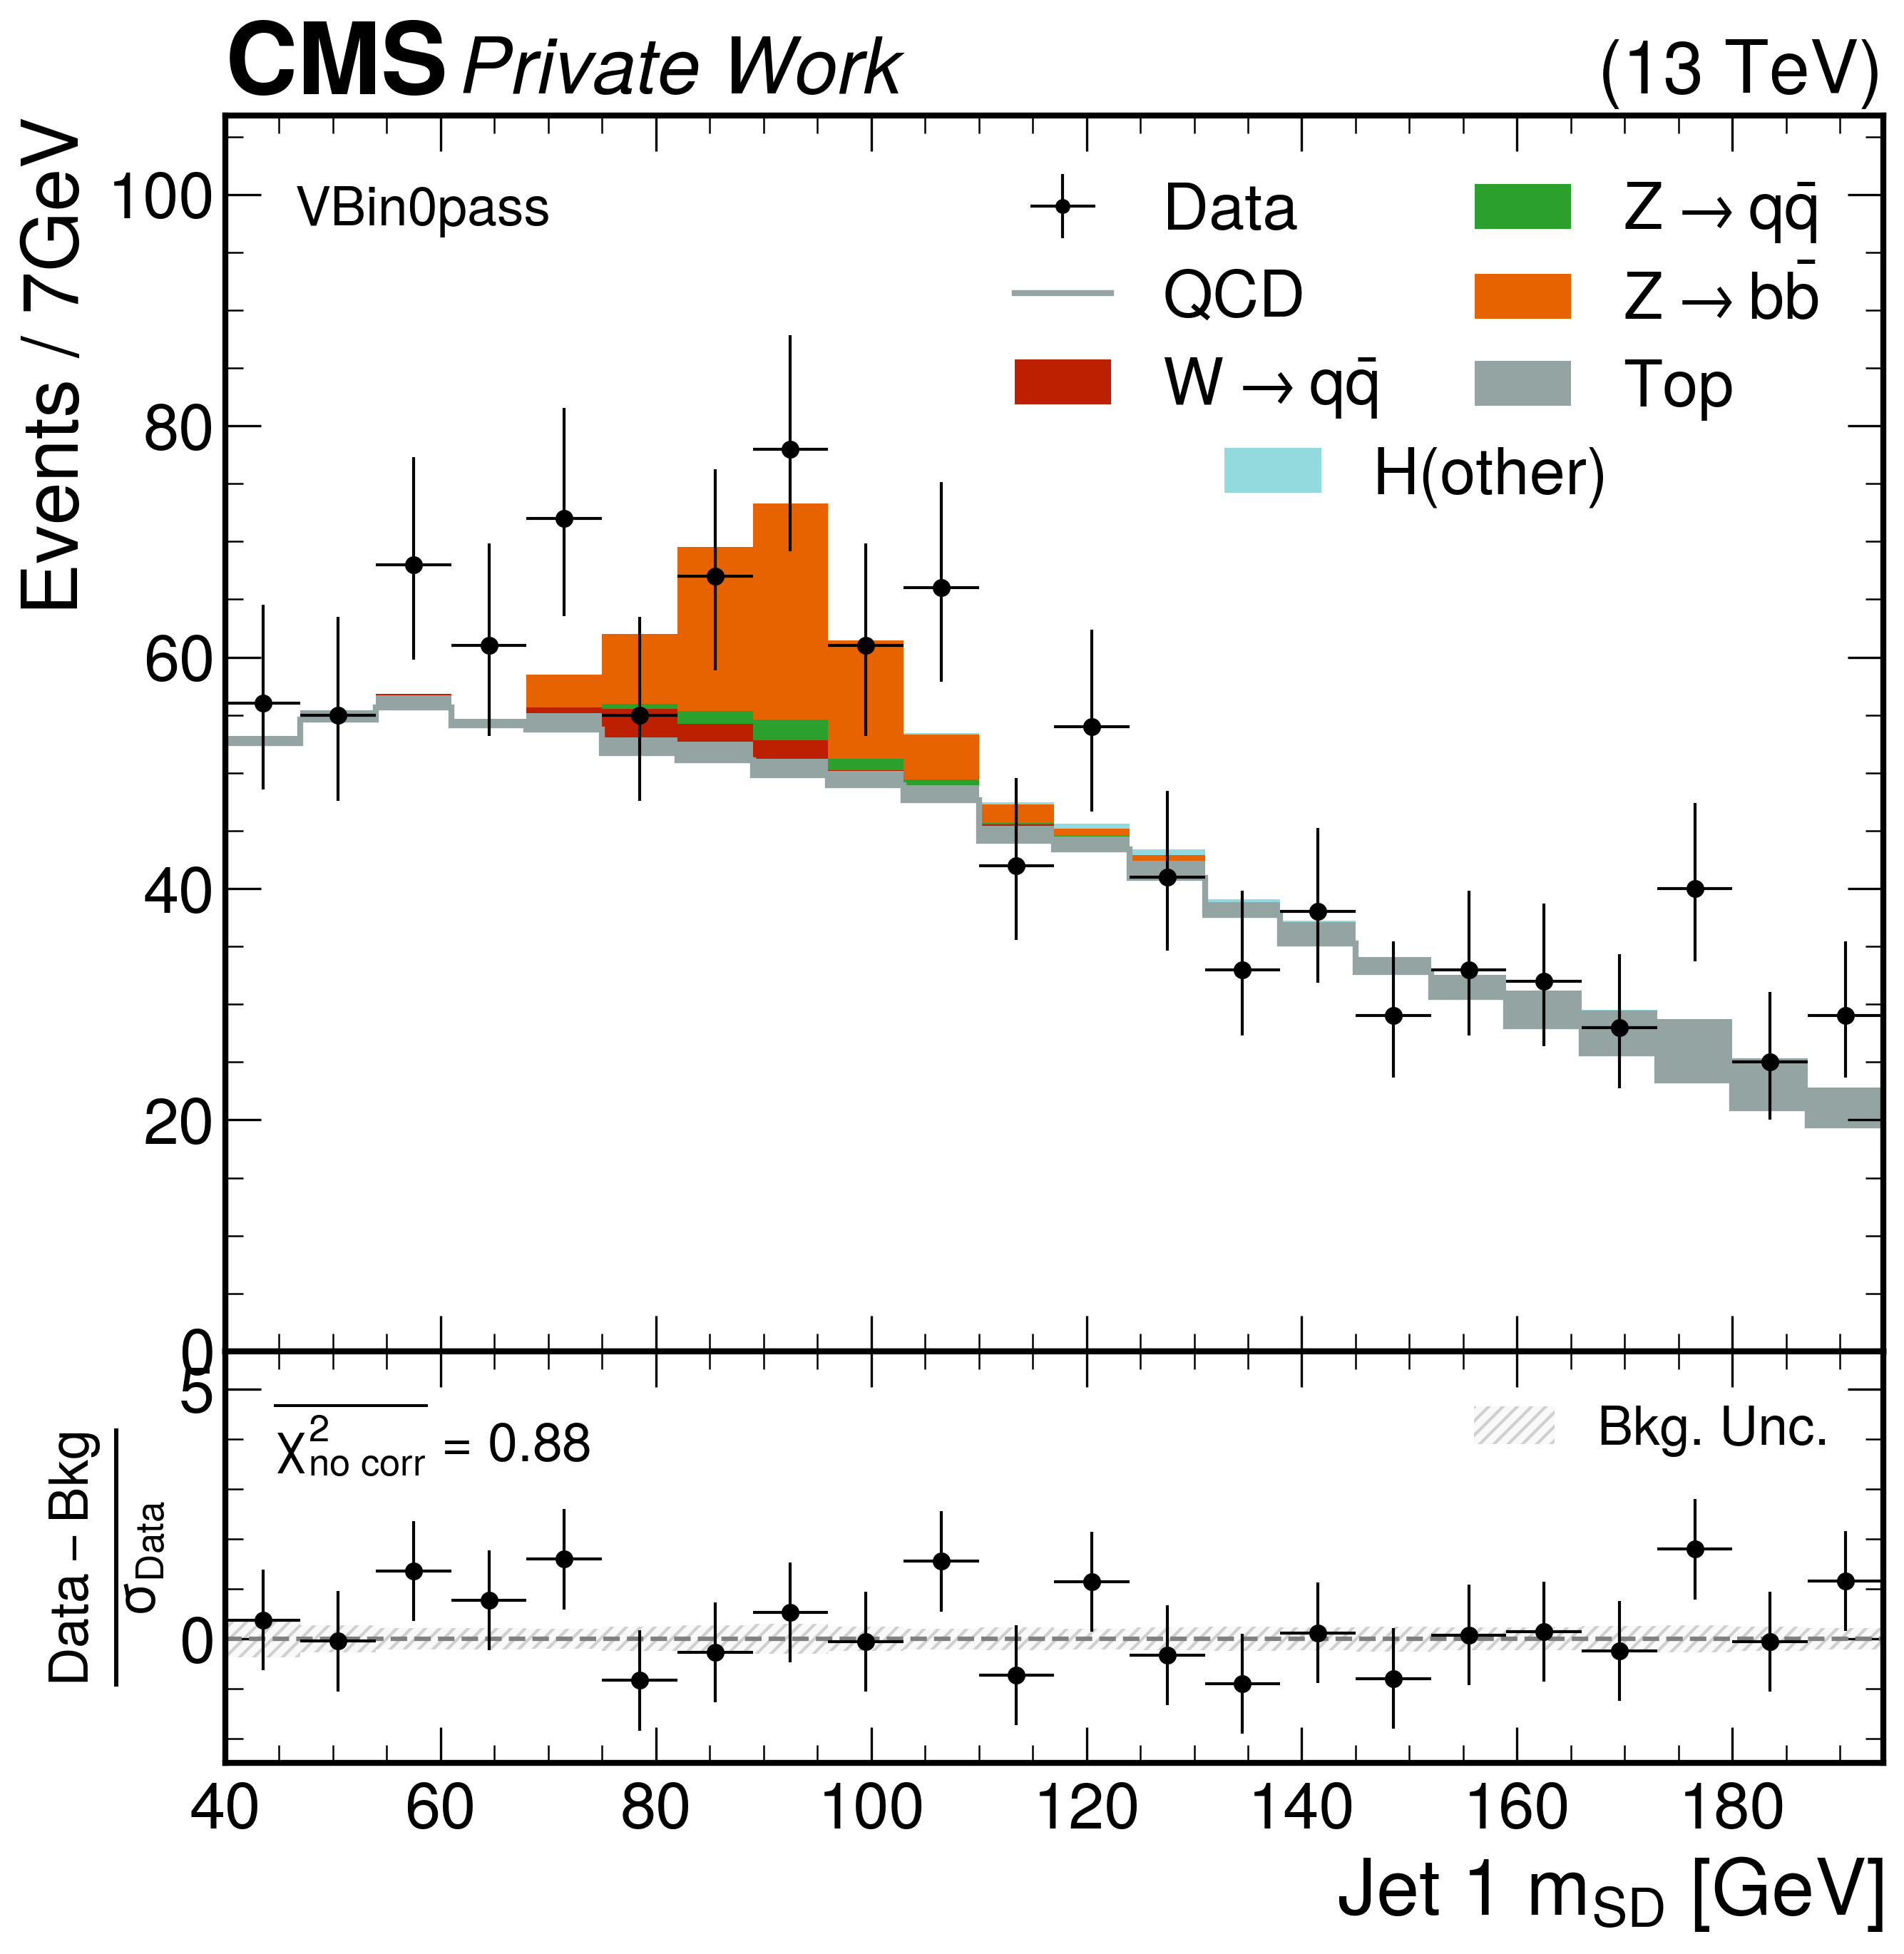 CMS Private Work (13 TeV)
Events / 7GeV
100
80
60
40
20
0
VBin0pass
Data
QCD
W → qq̄
Z → qq̄
Z → bb̄
Top
H(other)
5
0
Data − Bkg
σData
χ²no corr = 0.88
Bkg. Unc.
40 60 80 100 120 140 160 180
Jet 1 mSD [GeV]